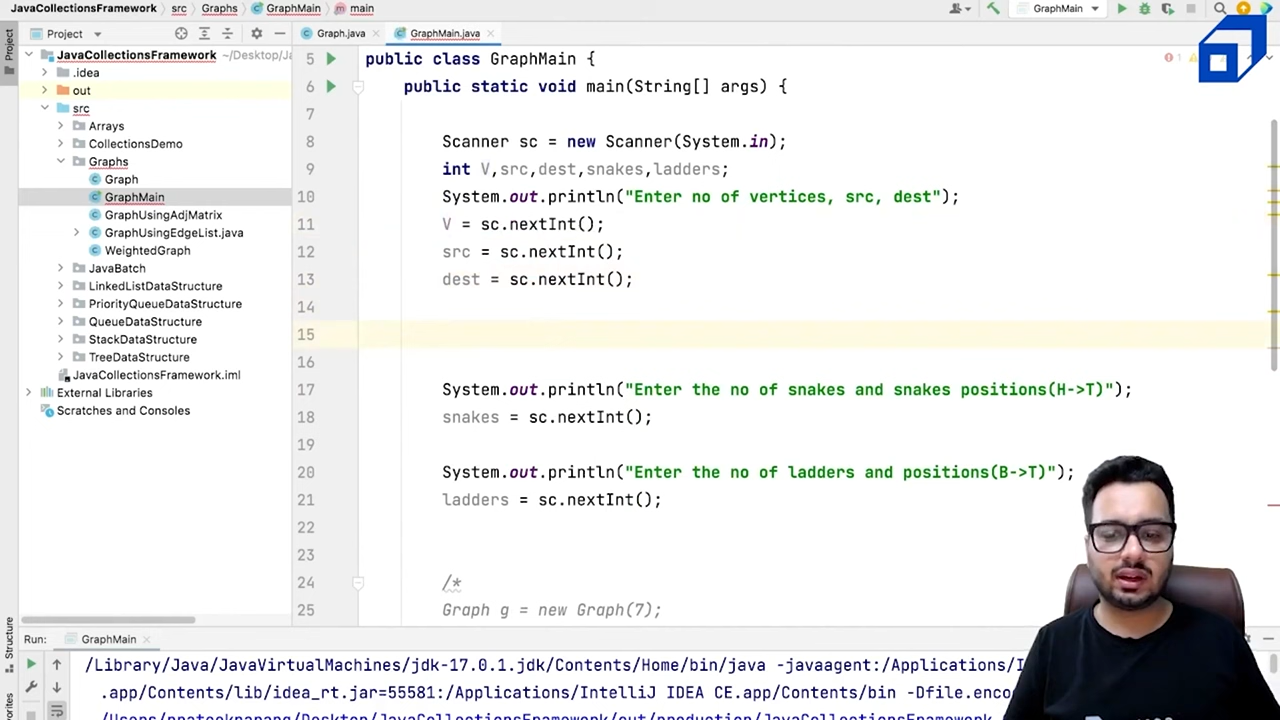 JavaCollectionsFramework src Graphs GraphMain main
GraphMain
Project
Graph.java GraphMain.java
JavaCollectionsFramework ~/Desktop/Ja
.idea
out
src
Arrays
CollectionsDemo
Graphs
Graph
GraphMain
GraphUsingAdjMatrix
GraphUsingEdgeList.java
WeightedGraph
JavaBatch
LinkedListDataStructure
PriorityQueueDataStructure
QueueDataStructure
StackDataStructure
TreeDataStructure
JavaCollectionsFramework.iml
External Libraries
Scratches and Consoles
Project
Structure
5 public class GraphMain {
6 public static void main(String[] args) {
7
8 Scanner sc = new Scanner(System.in);
9 int V,src,dest,snakes,ladders;
10 System.out.println("Enter no of vertices, src, dest");
11 V = sc.nextInt();
12 src = sc.nextInt();
13 dest = sc.nextInt();
14
15
16
17 System.out.println("Enter the no of snakes and snakes positions(H->T)");
18 snakes = sc.nextInt();
19
20 System.out.println("Enter the no of ladders and positions(B->T)");
21 ladders = sc.nextInt();
22
23
24 /*
25 Graph g = new Graph(7);
1
Run: GraphMain
/Library/Java/JavaVirtualMachines/jdk-17.0.1.jdk/Contents/Home/bin/java -javaagent:/Applications/I
.app/Contents/lib/idea_rt.jar=55581:/Applications/IntelliJ IDEA CE.app/Contents/bin -Dfile.enco